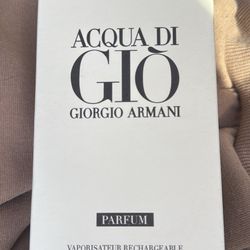 ACQUA DI
GIÒ
GIORGIO ARMANI
PARFUM
VAPORISATEUR RECHARGEABLE